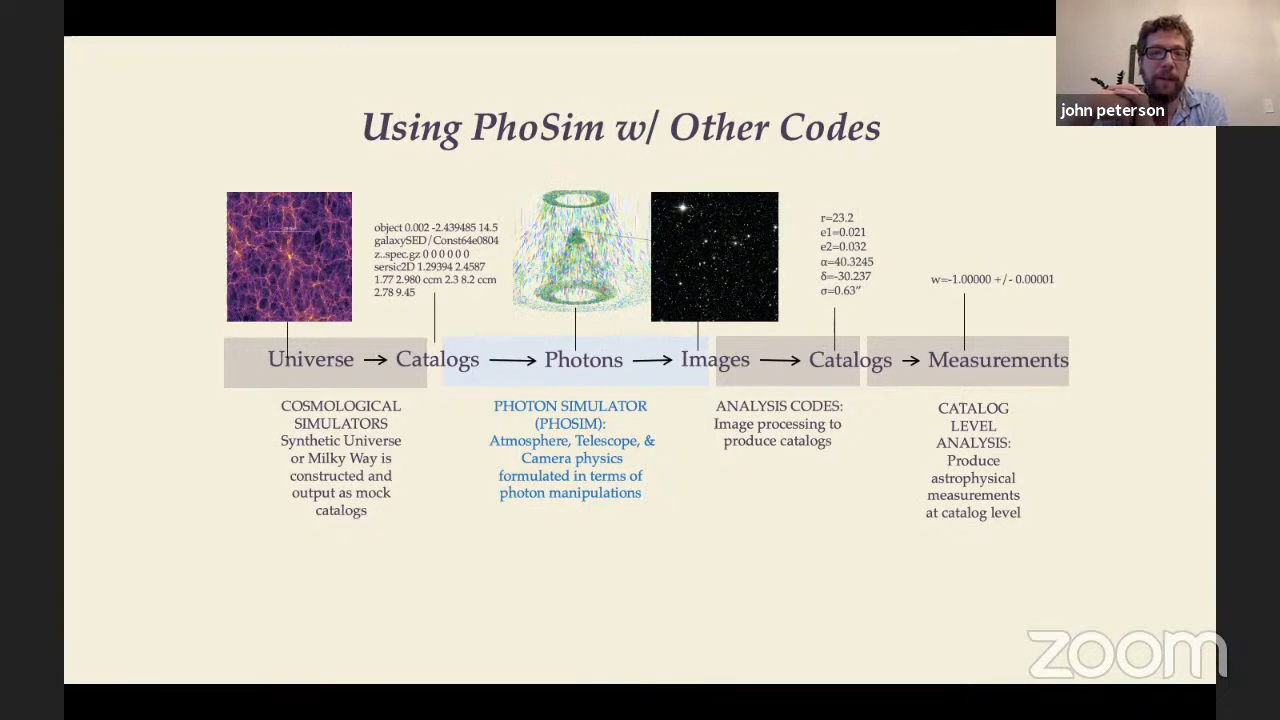 john peterson
Using PhoSim w/ Other Codes
object 0.002 -2.439485 14.5
galaxySED/Const64e0804
z..spec.gz 0 0 0 0 0 0
sersic2D 1.29394 2.4587
1.77 2.980 ccm 2.3 8.2 ccm
2.78 9.45
r=23.2
e1=0.021
e2=0.032
α=40.3245
δ=-30.237
σ=0.63”
w=-1.00000 +/- 0.00001
Universe → Catalogs → Photons → Images → Catalogs → Measurements
COSMOLOGICAL
SIMULATORS
Synthetic Universe
or Milky Way is
constructed and
output as mock
catalogs
PHOTON SIMULATOR
(PHOSIM):
Atmosphere, Telescope, &
Camera physics
formulated in terms of
photon manipulations
ANALYSIS CODES:
Image processing to
produce catalogs
CATALOG
LEVEL
ANALYSIS:
Produce
astrophysical
measurements
at catalog level
zoom